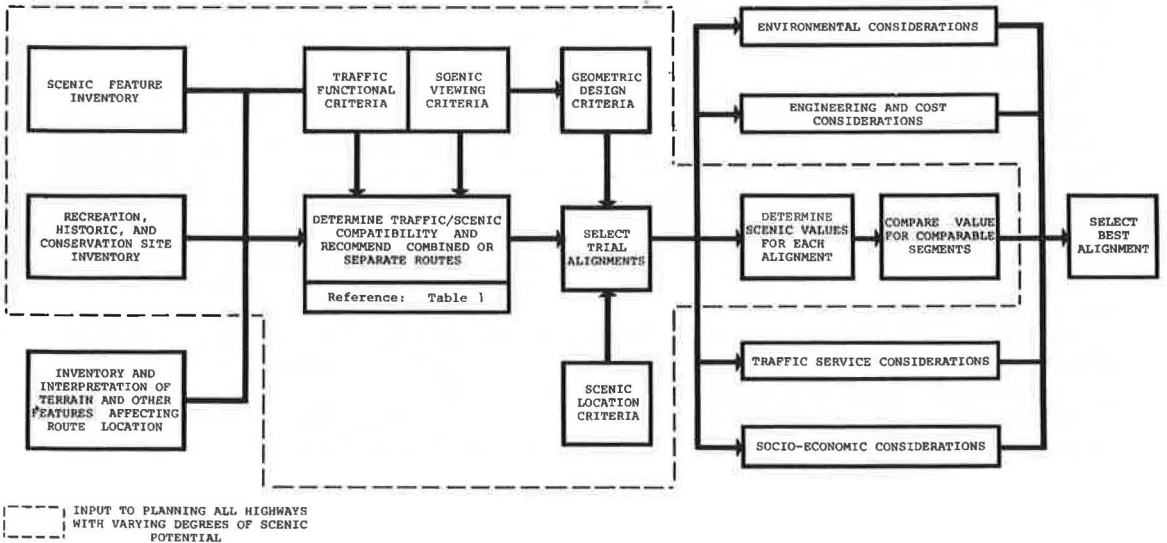 SCENIC FEATURE
INVENTORY
RECREATION,
HISTORIC, AND
CONSERVATION SITE
INVENTORY
INVENTORY AND
INTERPRETATION OF
TERRAIN AND OTHER
FEATURES AFFECTING
ROUTE LOCATION
TRAFFIC
FUNCTIONAL
CRITERIA
SOENIC
VIEWING
CRITERIA
DETERMINE TRAFFIC/SCENIC
COMPATIBILITY AND
RECOMMEND COMBINED OR
SEPARATE ROUTES
Reference: Table 1
GEOMETRIC
DESIGN
CRITERIA
SELECT
TRIAL
ALIGNMENTS
SCENIC
LOCATION
CRITERIA
ENVIRONMENTAL CONSIDERATIONS
ENGINEERING AND COST
CONSIDERATIONS
DETERMINE
SCENIC VALUES
FOR EACH
ALIGNMENT
COMPARE VALUE
FOR COMPARABLE
SEGMENTS
TRAFFIC SERVICE CONSIDERATIONS
SOCIO-ECONOMIC CONSIDERATIONS
SELECT
BEST
ALIGNMENT
INPUT TO PLANNING ALL HIGHWAYS
WITH VARYING DEGREES OF SCENIC
POTENTIAL